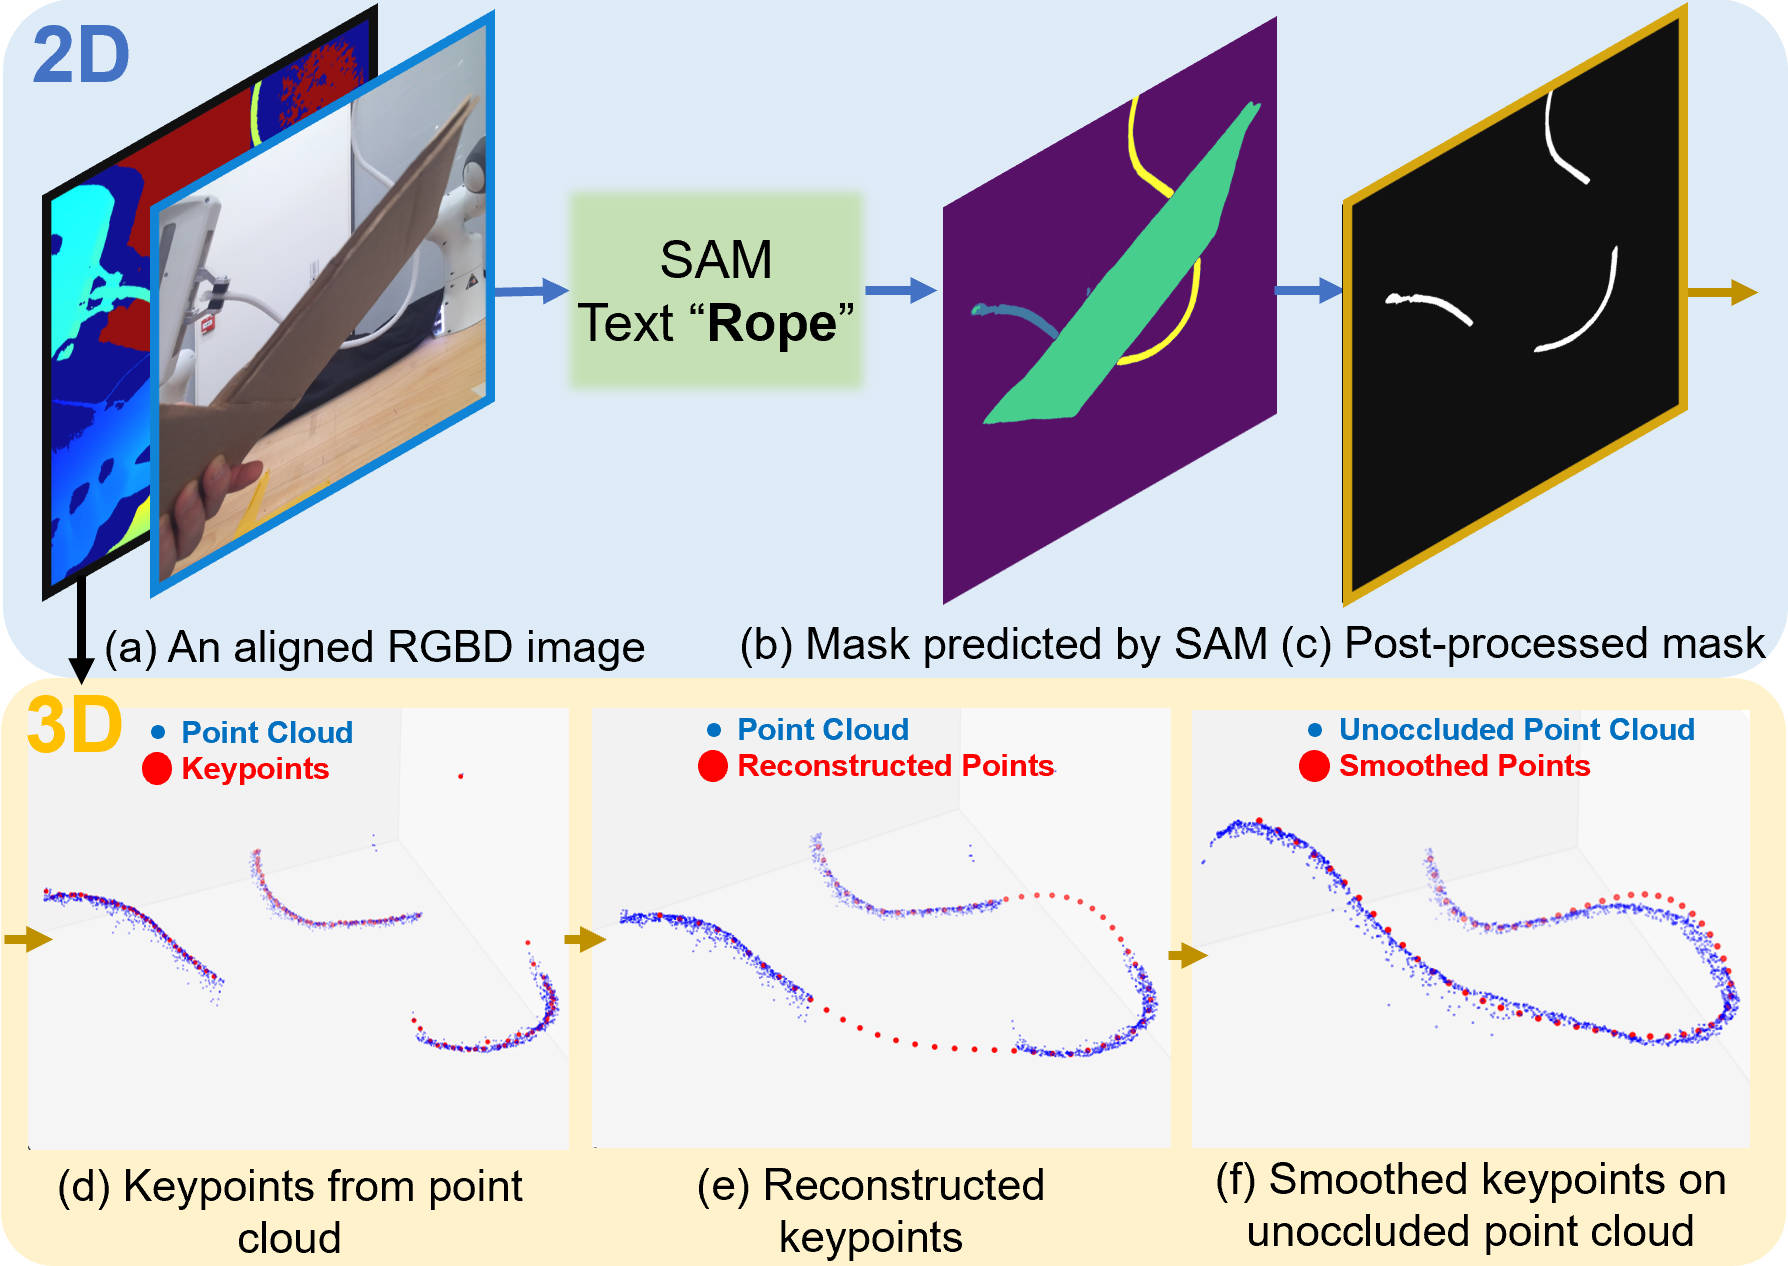 2D
SAM
Text “Rope”
(a) An aligned RGBD image
(b) Mask predicted by SAM
(c) Post-processed mask
3D
Point Cloud
Keypoints
Point Cloud
Reconstructed Points
Unoccluded Point Cloud
Smoothed Points
(d) Keypoints from point
cloud
(e) Reconstructed
keypoints
(f) Smoothed keypoints on
unoccluded point cloud